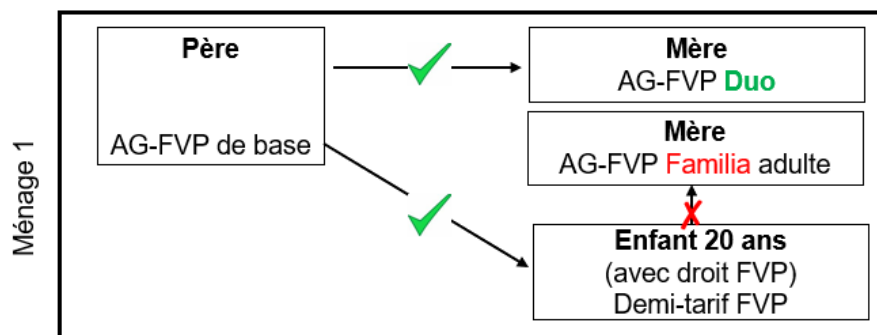 Ménage 1
Père
AG-FVP de base
Mère
AG-FVP Duo
Mère
AG-FVP Familia adulte
Enfant 20 ans
(avec droit FVP)
Demi-tarif FVP